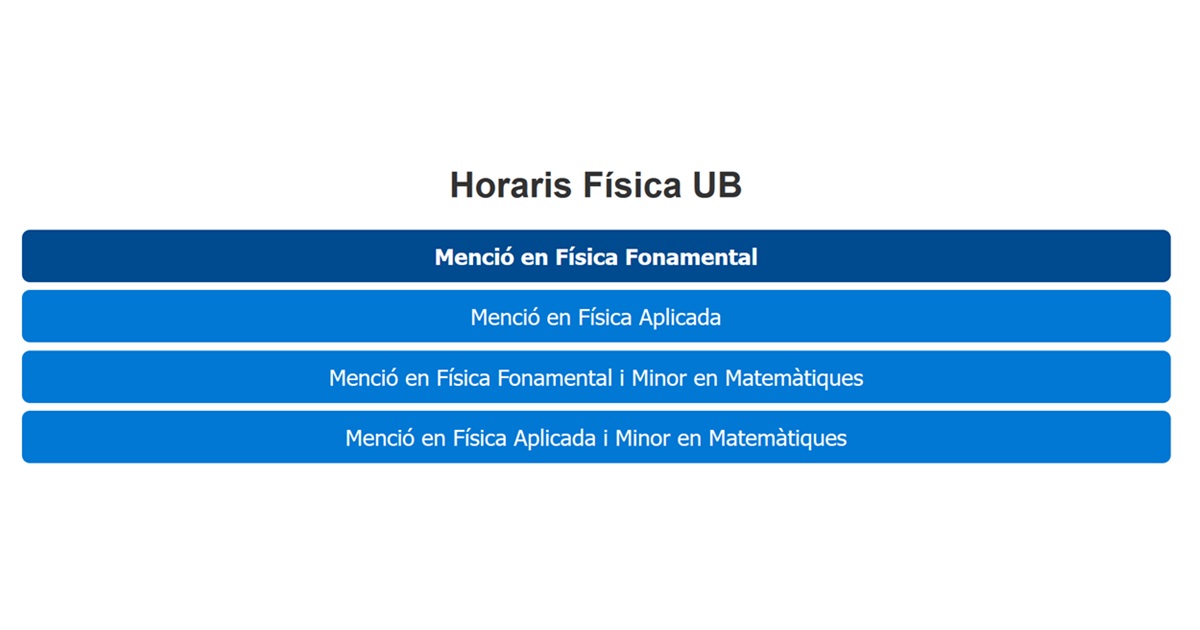 Horaris Física UB
Menció en Física Fonamental
Menció en Física Aplicada
Menció en Física Fonamental i Minor en Matemàtiques
Menció en Física Aplicada i Minor en Matemàtiques